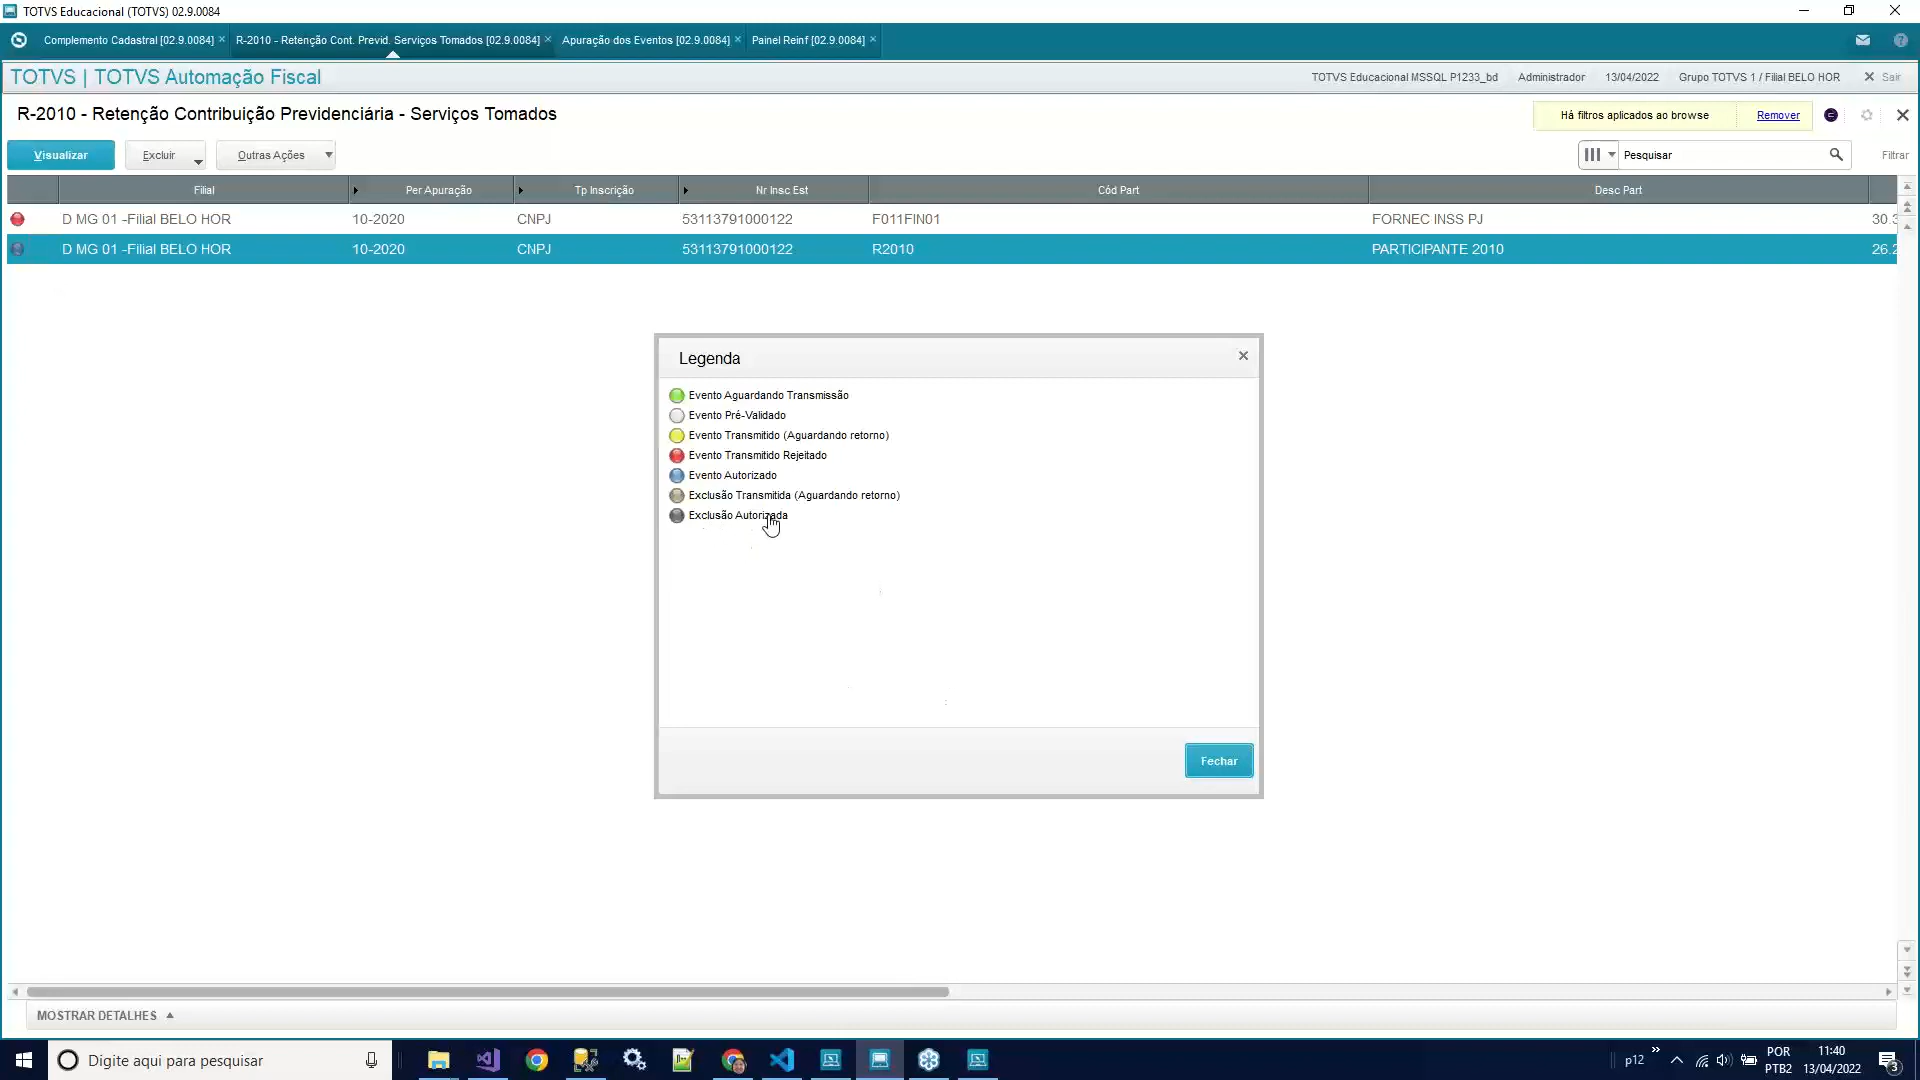 TOTVS Educacional (TOTVS) 02.9.0084
Complemento Cadastral [02.9.0084]
R-2010 - Retenção Cont. Previd. Serviços Tomados [02.9.0084]
Apuração dos Eventos [02.9.0084]
Painel Reinf [02.9.0084]
TOTVS | TOTVS Automação Fiscal
TOTVS Educacional MSSQL P1233_bd
Administrador
13/04/2022
Grupo TOTVS 1 / Filial BELO HOR
Sair
R-2010 - Retenção Contribuição Previdenciária - Serviços Tomados
Há filtros aplicados ao browse
Remover
Visualizar
Excluir
Outras Ações
Pesquisar
Filtrar
Filial Per Apuração Tp Inscrição Nr Insc Est Cód Part Desc Part
D MG 01 -Filial BELO HOR 10-2020 CNPJ 53113791000122 F011FIN01 FORNEC INSS PJ 30.3
D MG 01 -Filial BELO HOR 10-2020 CNPJ 53113791000122 R2010 PARTICIPANTE 2010 26.2
Legenda
Evento Aguardando Transmissão
Evento Pré-Validado
Evento Transmitido (Aguardando retorno)
Evento Transmitido Rejeitado
Evento Autorizado
Exclusão Transmitida (Aguardando retorno)
Exclusão Autorizada
Fechar
MOSTRAR DETALHES
Digite aqui para pesquisar
p12
POR
PTB2
11:40
13/04/2022
3